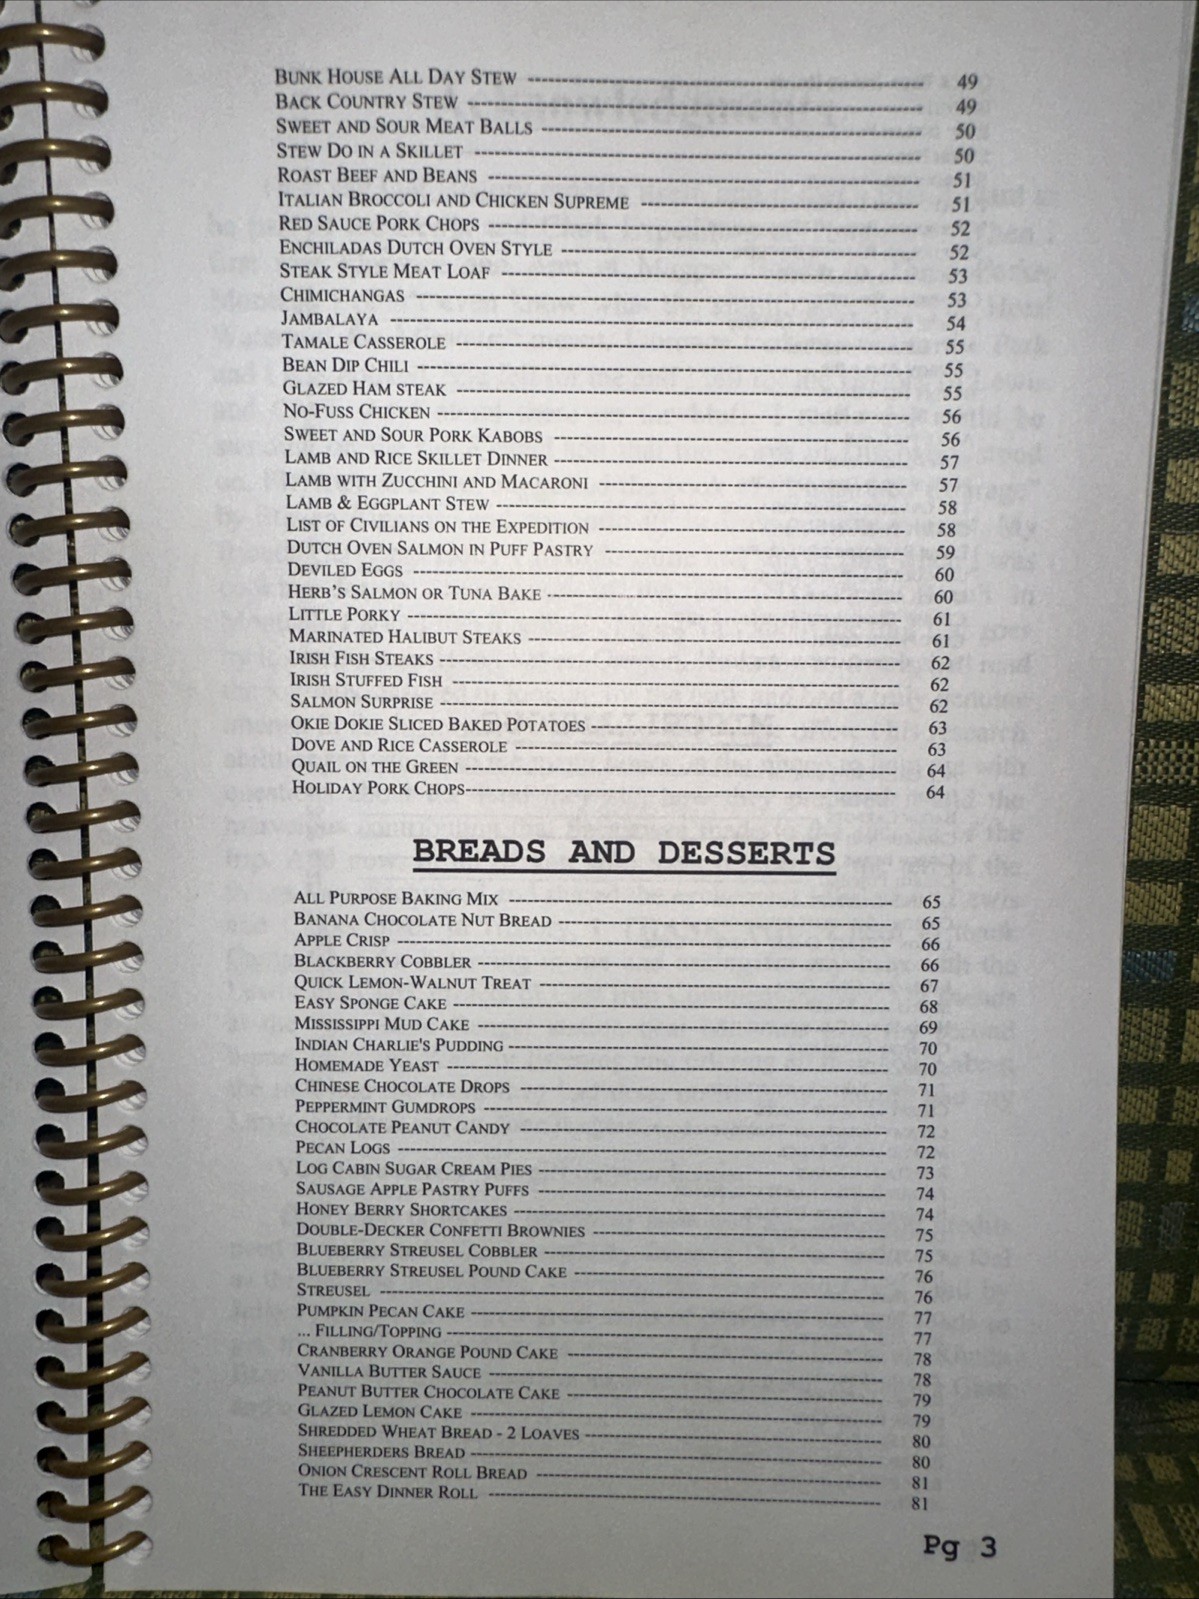 BUNK HOUSE ALL DAY STEW 49
BACK COUNTRY STEW 49
SWEET AND SOUR MEAT BALLS 50
STEW DO IN A SKILLET 50
ROAST BEEF AND BEANS 51
ITALIAN BROCCOLI AND CHICKEN SUPREME 51
RED SAUCE PORK CHOPS 52
ENCHILADAS DUTCH OVEN STYLE 52
STEAK STYLE MEAT LOAF 53
CHIMICHANGAS 53
JAMBALAYA 54
TAMALE CASSEROLE 55
BEAN DIP CHILI 55
GLAZED HAM STEAK 55
NO-FUSS CHICKEN 56
SWEET AND SOUR PORK KABOBS 56
LAMB AND RICE SKILLET DINNER 57
LAMB WITH ZUCCHINI AND MACARONI 57
LAMB & EGGPLANT STEW 58
LIST OF CIVILIANS ON THE EXPEDITION 58
DUTCH OVEN SALMON IN PUFF PASTRY 59
DEVILED EGGS 60
HERB'S SALMON OR TUNA BAKE 60
LITTLE PORKY 61
MARINATED HALIBUT STEAKS 61
IRISH FISH STEAKS 62
IRISH STUFFED FISH 62
SALMON SURPRISE 62
OKIE DOKIE SLICED BAKED POTATOES 63
DOVE AND RICE CASSEROLE 63
QUAIL ON THE GREEN 64
HOLIDAY PORK CHOPS 64
BREADS AND DESSERTS
ALL PURPOSE BAKING MIX 65
BANANA CHOCOLATE NUT BREAD 65
APPLE CRISP 66
BLACKBERRY COBBLER 66
QUICK LEMON-WALNUT TREAT 67
EASY SPONGE CAKE 68
MISSISSIPPI MUD CAKE 69
INDIAN CHARLIE'S PUDDING 70
HOMEMADE YEAST 70
CHINESE CHOCOLATE DROPS 71
PEPPERMINT GUMDROPS 71
CHOCOLATE PEANUT CANDY 72
PECAN LOGS 72
LOG CABIN SUGAR CREAM PIES 73
SAUSAGE APPLE PASTRY PUFFS 74
HONEY BERRY SHORTCAKES 74
DOUBLE-DECKER CONFETTI BROWNIES 75
BLUEBERRY STREUSEL COBBLER 75
BLUEBERRY STREUSEL POUND CAKE 76
STREUSEL 76
PUMPKIN PECAN CAKE 77
... FILLING/TOPPING 77
CRANBERRY ORANGE POUND CAKE 78
VANILLA BUTTER SAUCE 78
PEANUT BUTTER CHOCOLATE CAKE 79
GLAZED LEMON CAKE 79
SHREDDED WHEAT BREAD - 2 LOAVES 80
SHEEPHERDERS BREAD 80
ONION CRESCENT ROLL BREAD 81
THE EASY DINNER ROLL 81
Pg 3